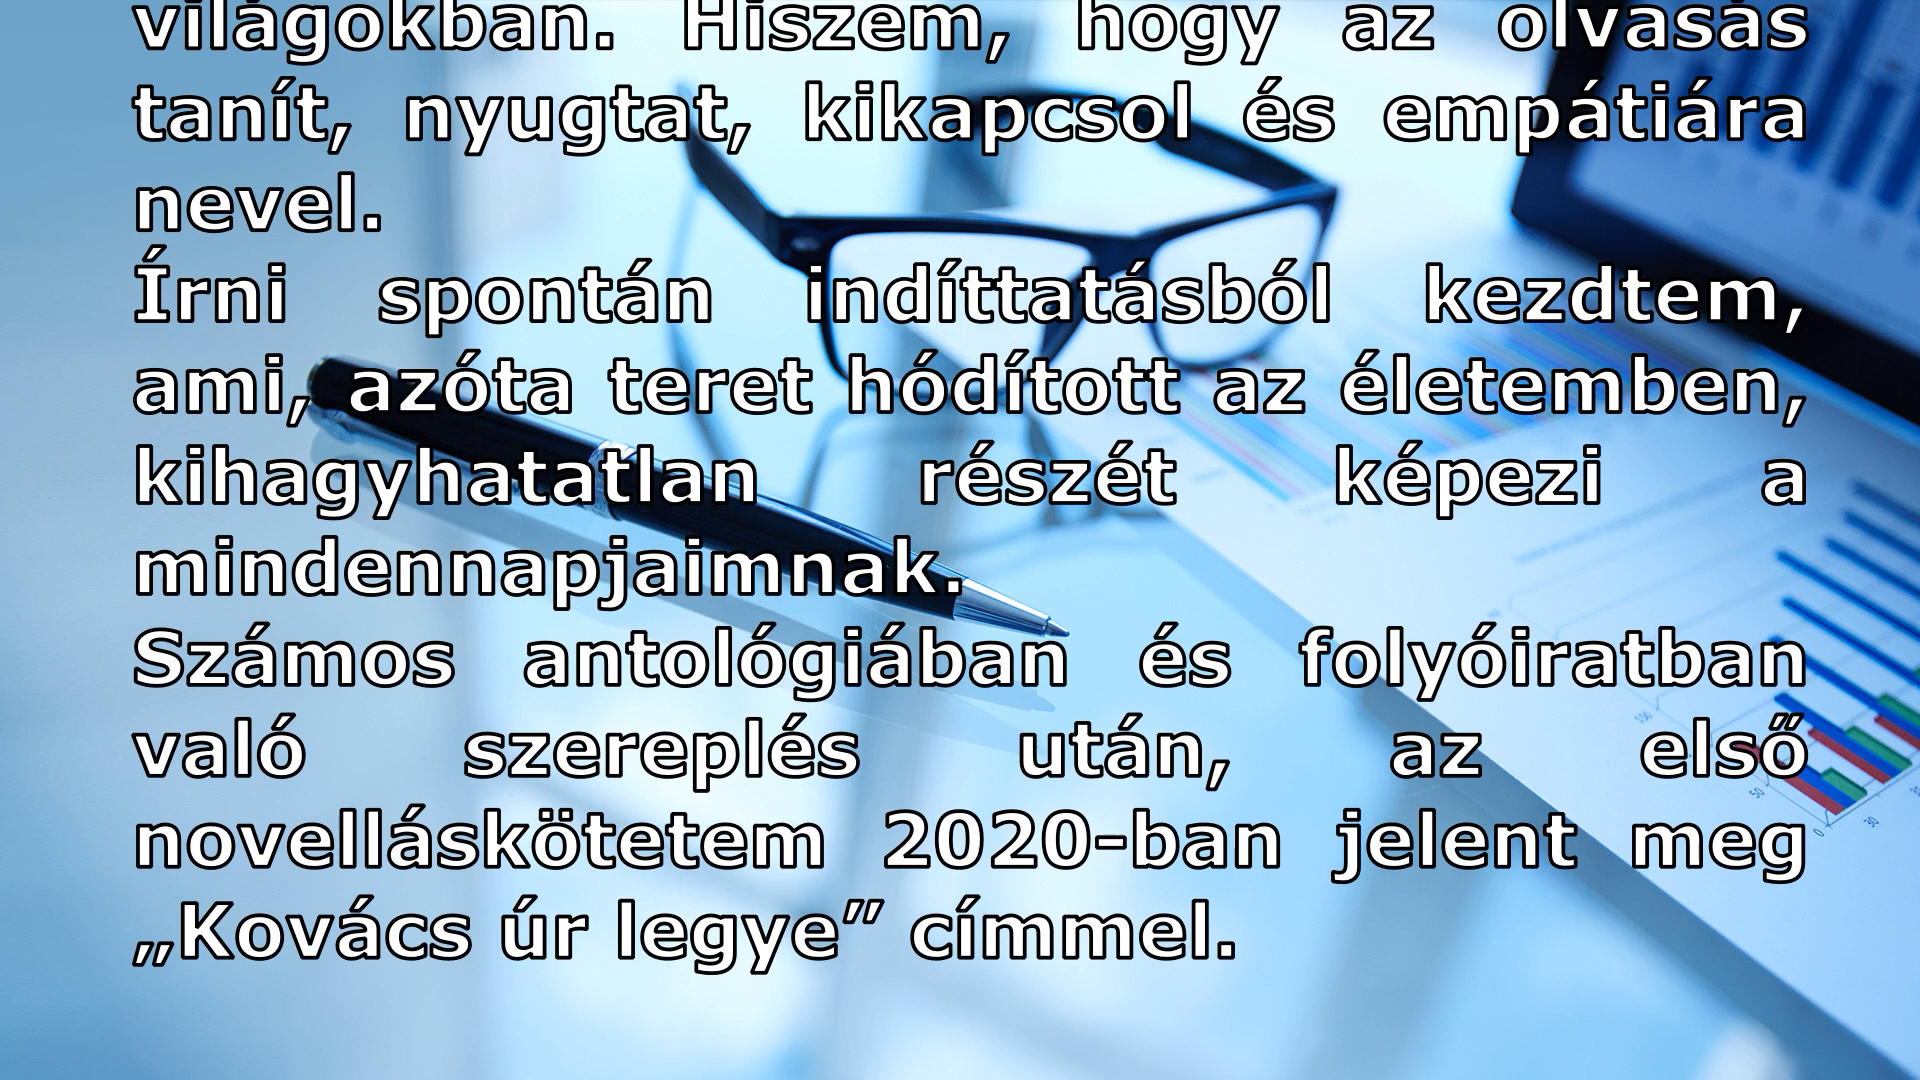 világokban. Hiszem, hogy az olvasás
tanít, nyugtat, kikapcsol és empátiára
nevel.
Írni spontán indíttatásból kezdtem,
ami, azóta teret hódított az életemben,
kihagyhatatlan részét képezi a
mindennapjaimnak.
Számos antológiában és folyóiratban
való szereplés után, az első
novelláskötetem 2020-ban jelent meg
„Kovács úr legye” címmel.